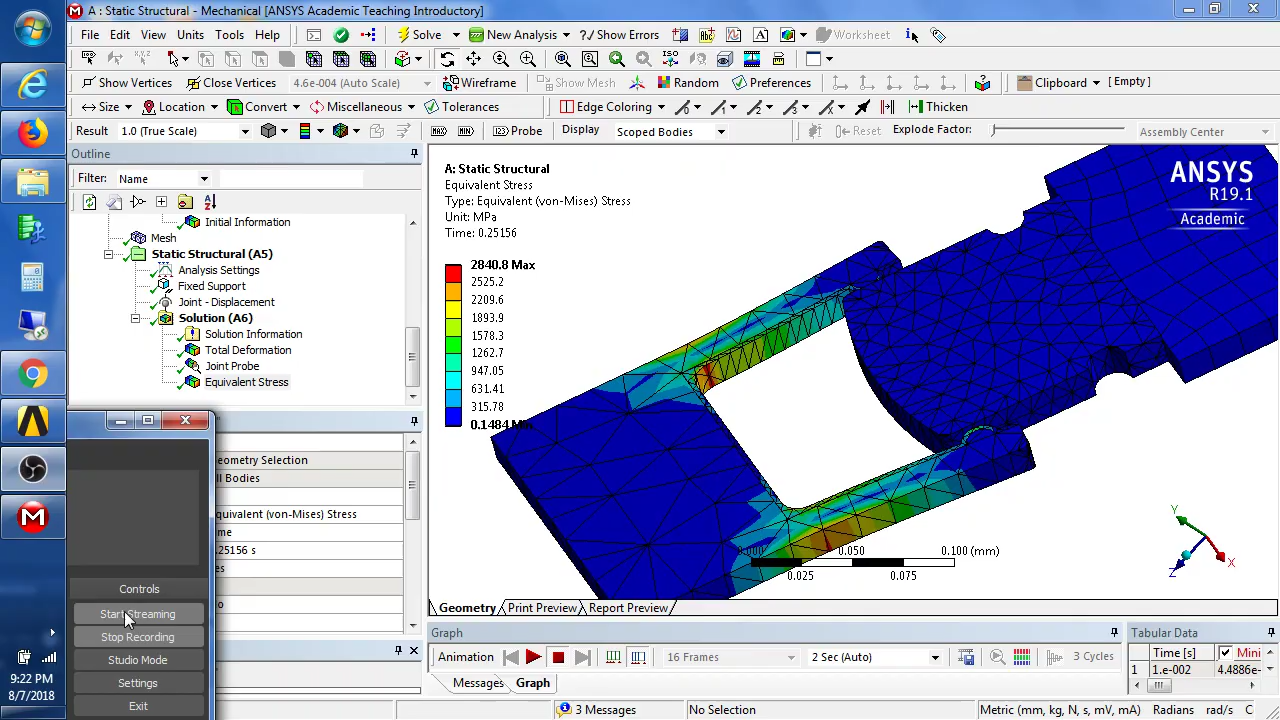 A : Static Structural - Mechanical [ANSYS Academic Teaching Introductory]
File Edit View Units Tools Help Solve New Analysis ? Show Errors Worksheet
Show Vertices Close Vertices 4.6e-004 (Auto Scale) Wireframe Show Mesh Random Preferences Clipboard [Empty]
Size Location Convert Miscellaneous Tolerances Edge Coloring Thicken
Result 1.0 (True Scale) Probe Display Scoped Bodies Reset Explode Factor: Assembly Center
Outline
Filter: Name
Initial Information
Mesh
Static Structural (A5)
Analysis Settings
Fixed Support
Joint - Displacement
Solution (A6)
Solution Information
Total Deformation
Joint Probe
Equivalent Stress
eometry Selection
ll Bodies
quivalent (von-Mises) Stress
me
.25156 s
es
o
Controls
Start Streaming
Stop Recording
Studio Mode
Settings
Exit
9:22 PM
8/7/2018
A: Static Structural
Equivalent Stress
Type: Equivalent (von-Mises) Stress
Unit: MPa
Time: 0.25156
2840.8 Max
2525.2
2209.6
1893.9
1578.3
1262.7
947.05
631.41
315.78
0.1484
ANSYS
R19.1
Academic
0.000 0.050 0.100 (mm)
0.025 0.075
Y
X
Z
Geometry Print Preview Report Preview
Graph
Animation 16 Frames 2 Sec (Auto) 3 Cycles
Messages Graph
Tabular Data
Time [s] Mini
1 1.e-002 4.4886e-
3 Messages No Selection Metric (mm, kg, N, s, mV, mA) Radians rad/s C